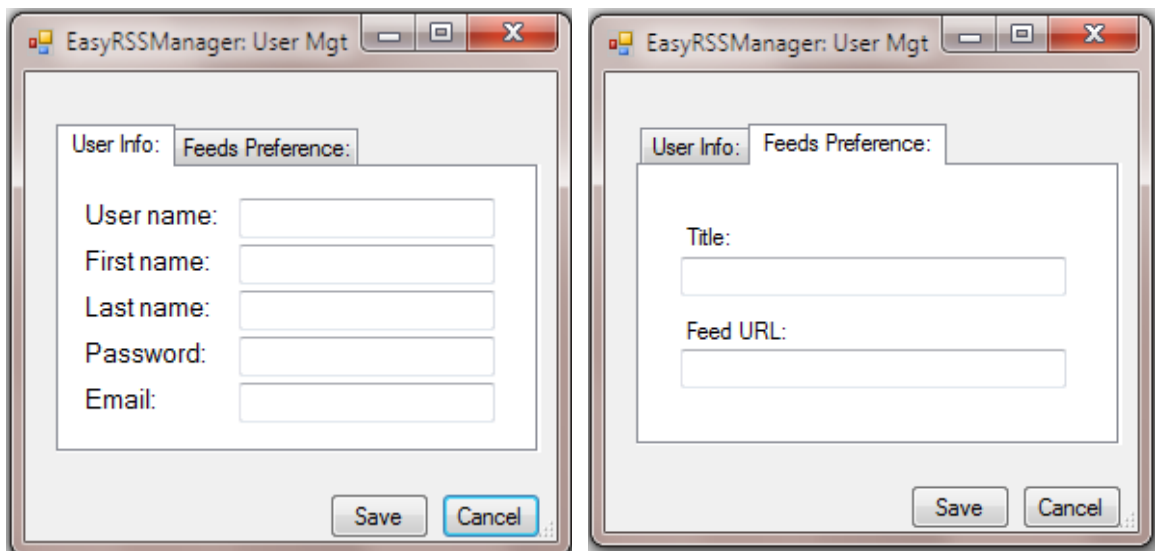 EasyRSSManager: User Mgt
User Info: Feeds Preference:
User name:
First name:
Last name:
Password:
Email:
Save Cancel
EasyRSSManager: User Mgt
User Info: Feeds Preference:
Title:
Feed URL:
Save Cancel